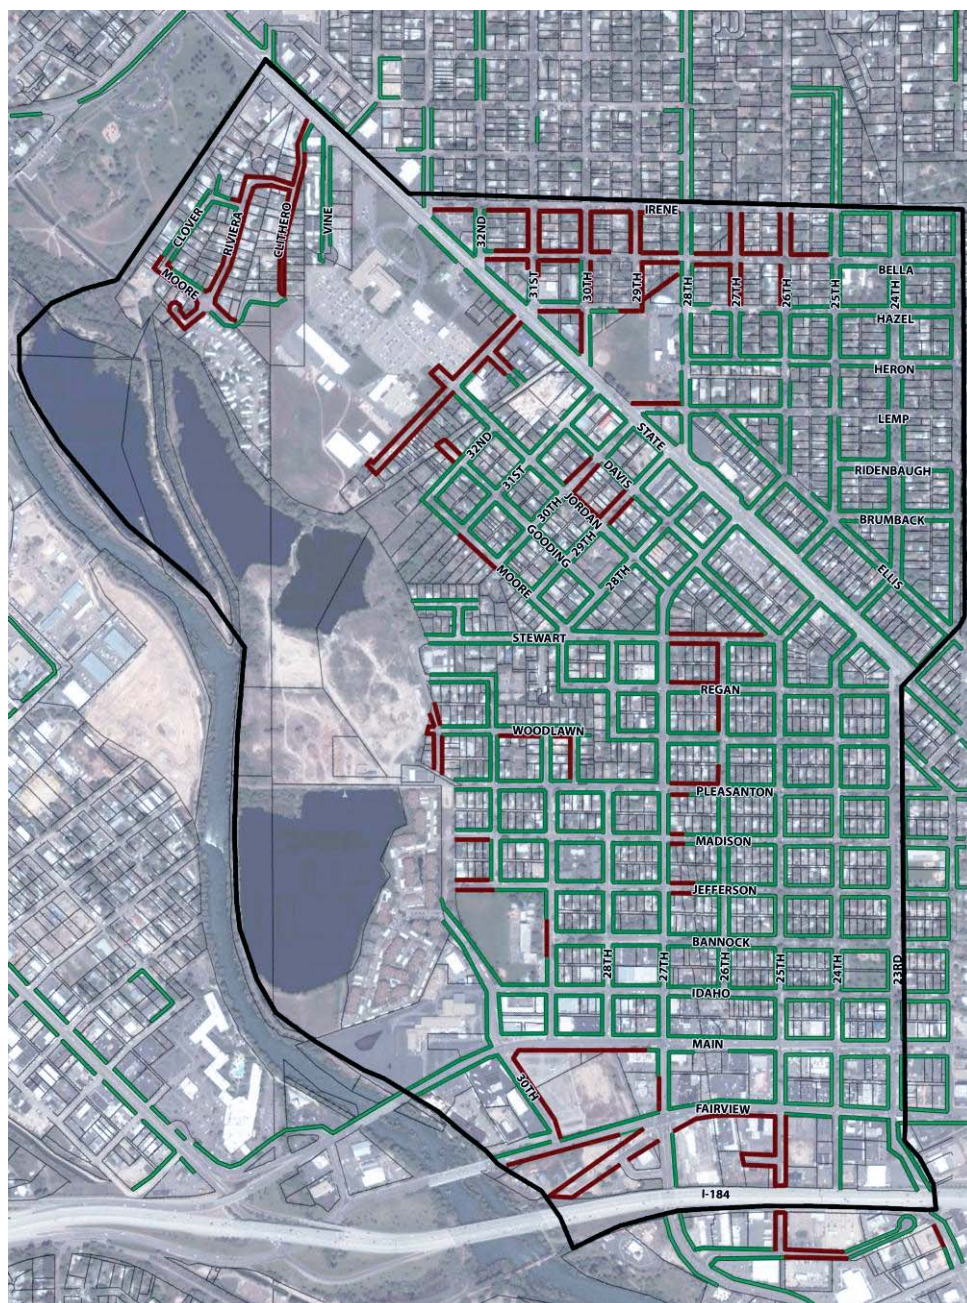 IRENE
CLOVER
RIVIERA
CLITHERO
VINE
32ND
MOORE
BELLA
31ST
30TH
29TH
28TH
27TH
26TH
25TH
24TH
HAZEL
HERON
LEMP
STATE
32ND
DAVIS
RIDENBAUGH
31ST
30TH
JORDAN
BRUMBACK
GOODING
29TH
ELLIS
MOORE
28TH
STEWART
REGAN
WOODLAWN
PLEASANTON
MADISON
JEFFERSON
BANNOCK
28TH
27TH
26TH
25TH
24TH
23RD
IDAHO
MAIN
30TH
FAIRVIEW
I-184